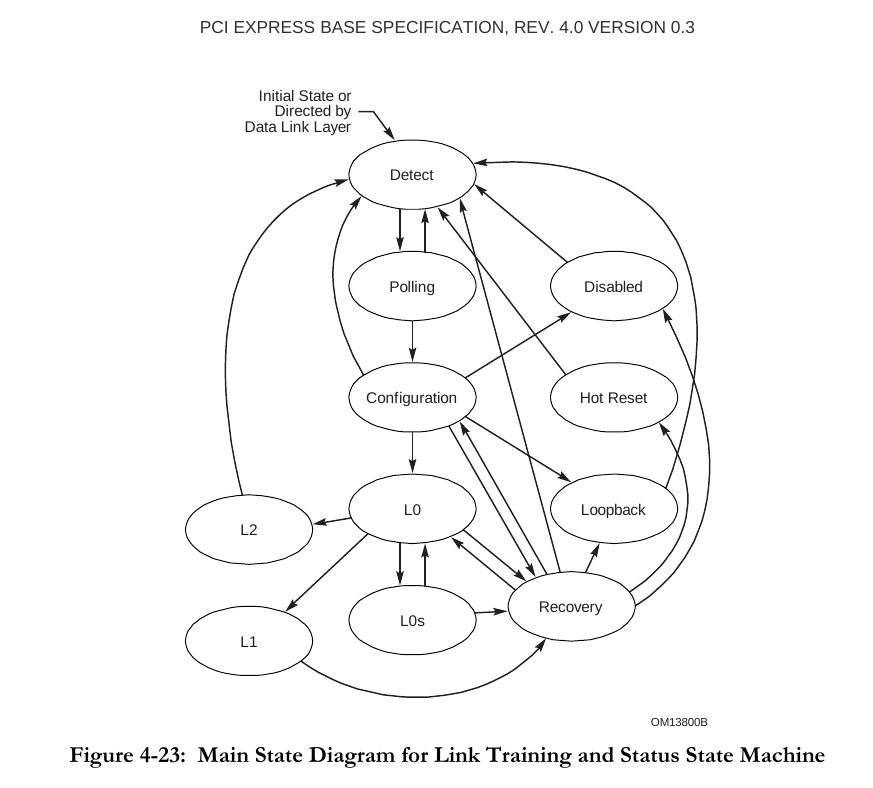 PCI EXPRESS BASE SPECIFICATION, REV. 4.0 VERSION 0.3
Initial State or
Directed by
Data Link Layer
Detect
Polling
Disabled
Configuration
Hot Reset
L0
Loopback
L2
Recovery
L0s
L1
OM13800B
Figure 4-23: Main State Diagram for Link Training and Status State Machine